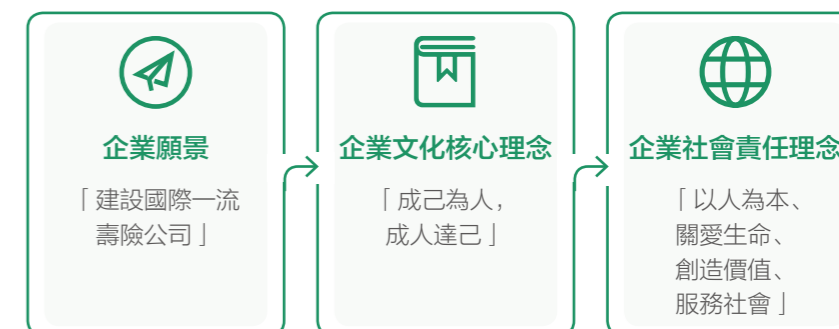 企業願景
「建設國際一流
壽險公司」
企業文化核心理念
「成己為人，
成人達己」
企業社會責任理念
「以人為本、
關愛生命、
創造價值、
服務社會」